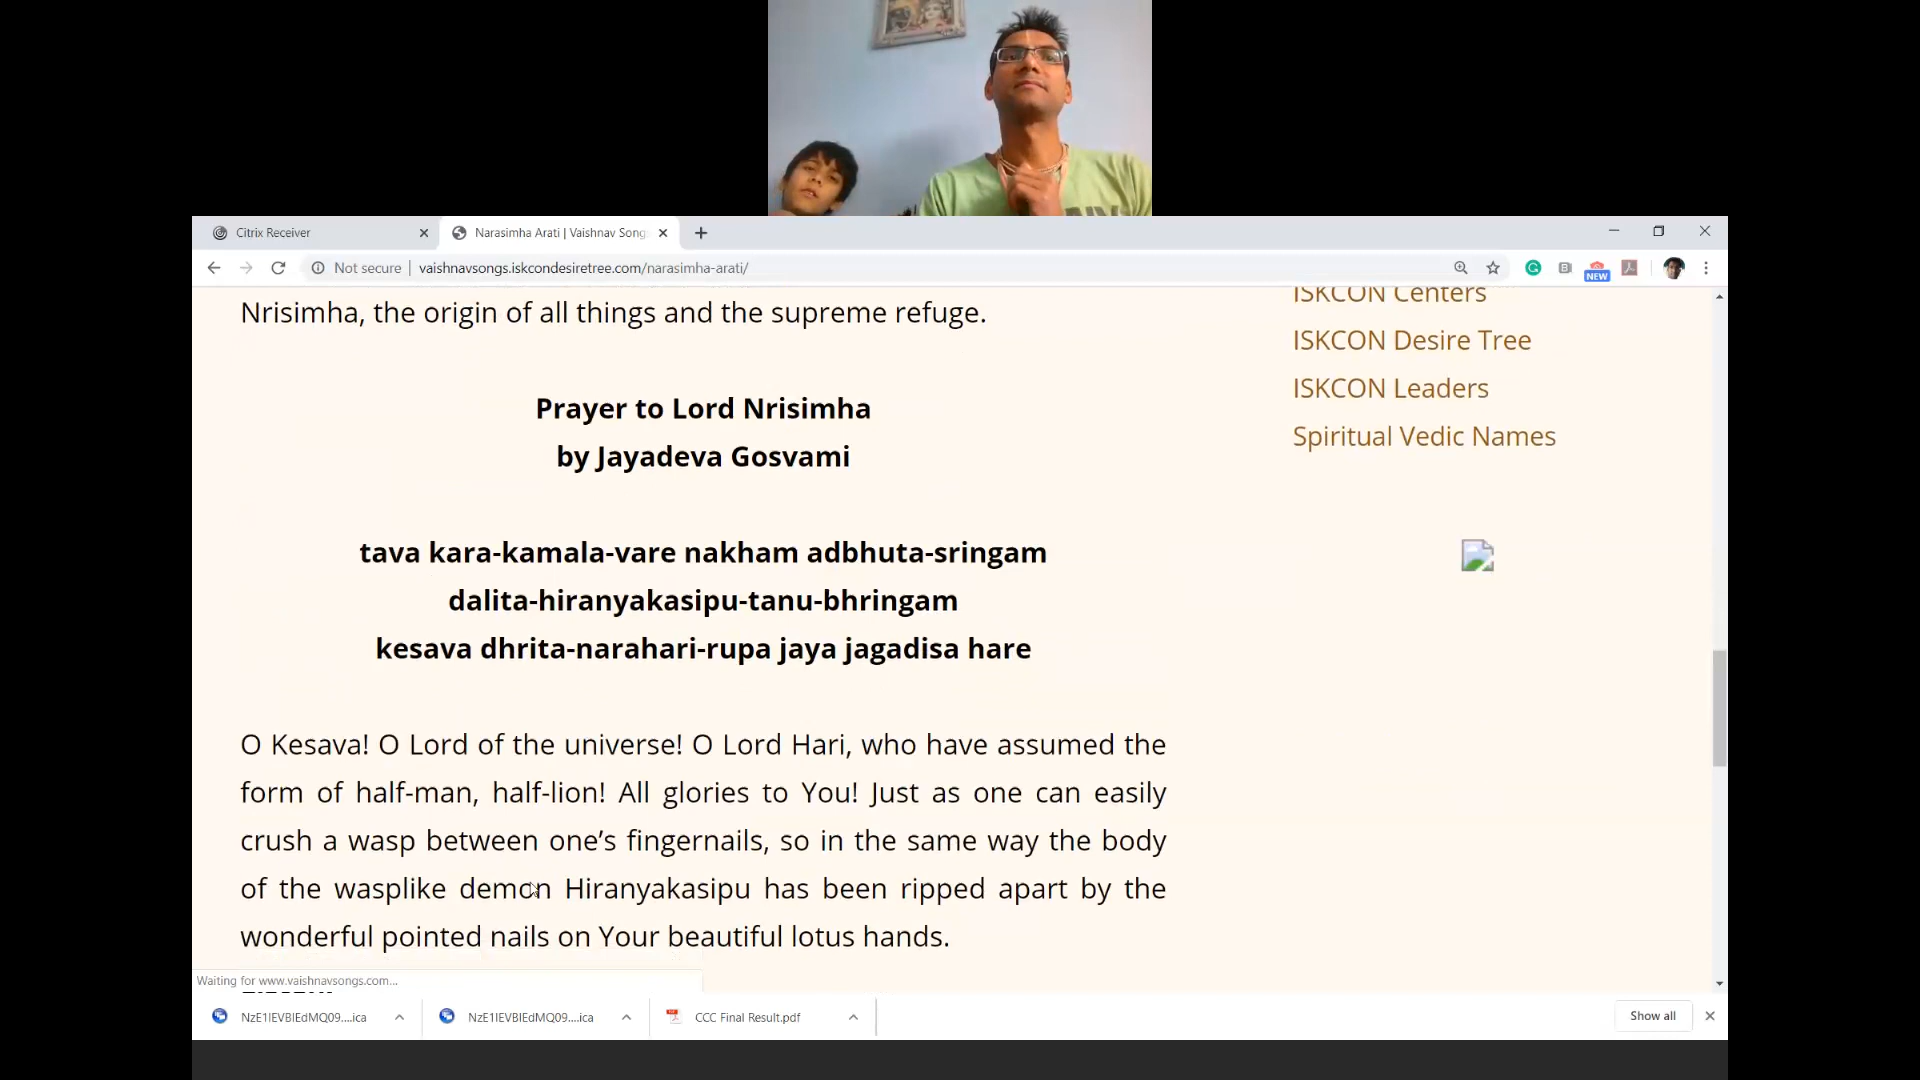 Citrix Receiver
Narasimha Arati | Vaishnav Song
Not secure | vaishnavsongs.iskcondesiretree.com/narasimha-arati/
NEW
Nrisimha, the origin of all things and the supreme refuge.
Prayer to Lord Nrisimha
by Jayadeva Gosvami
tava kara-kamala-vare nakham adbhuta-sringam
dalita-hiranyakasipu-tanu-bhringam
kesava dhrita-narahari-rupa jaya jagadisa hare
O Kesava! O Lord of the universe! O Lord Hari, who have assumed the
form of half-man, half-lion! All glories to You! Just as one can easily
crush a wasp between one’s fingernails, so in the same way the body
of the wasplike demon Hiranyakasipu has been ripped apart by the
wonderful pointed nails on Your beautiful lotus hands.
ISKCON Centers
ISKCON Desire Tree
ISKCON Leaders
Spiritual Vedic Names
Waiting for www.vaishnavsongs.com...
NzE1IEVBIEdMQ09....ica
NzE1IEVBIEdMQ09....ica
CCC Final Result.pdf
Show all